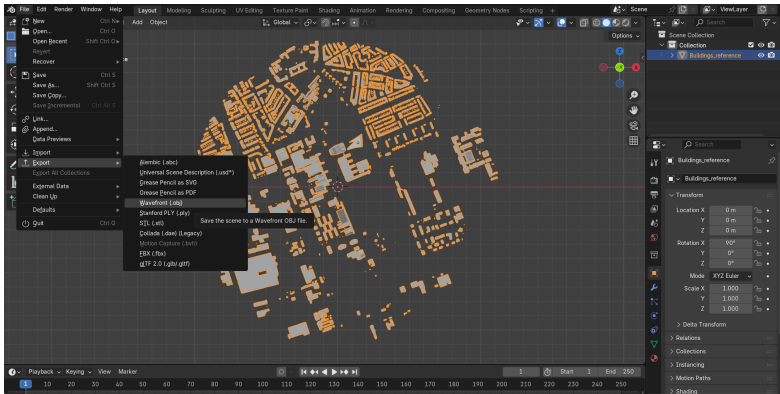 File Edit Render Window Help Layout Modeling Sculpting UV Editing Texture Paint Shading Animation Rendering Compositing Geometry Nodes Scripting Scene ViewLayer
New Ctrl N
Open... Ctrl O
Open Recent Shift Ctrl O
Revert
Recover
Save Ctrl S
Save As... Shift Ctrl S
Save Copy...
Save Incremental Ctrl Alt S
Link...
Append...
Data Previews
Import
Export
Export All Collections
External Data
Clean Up
Defaults
Quit Ctrl Q
Add Object Global
Options
Alembic (.abc)
Universal Scene Description (.usd*)
Grease Pencil as SVG
Grease Pencil as PDF
Wavefront (.obj)
Stanford PLY (.ply)
STL (.stl)
Collada (.dae) (Legacy)
Motion Capture (.bvh)
FBX (.fbx)
glTF 2.0 (.glb/.gltf)
Save the scene to a Wavefront OBJ file.
Search
Scene Collection
Collection
Buildings_reference
Search
Buildings_reference
Buildings_reference
Transform
Location X 0 m
Y 0 m
Z 0 m
Rotation X 90°
Y 0°
Z 0°
Mode XYZ Euler
Scale X 1.000
Y 1.000
Z 1.000
Delta Transform
Relations
Collections
Instancing
Motion Paths
Shading
Playback Keying View Marker 1 Start 1 End 250
1 10 20 30 40 50 60 70 80 90 100 110 120 130 140 150 160 170 180 190 200 210 220 230 240 250